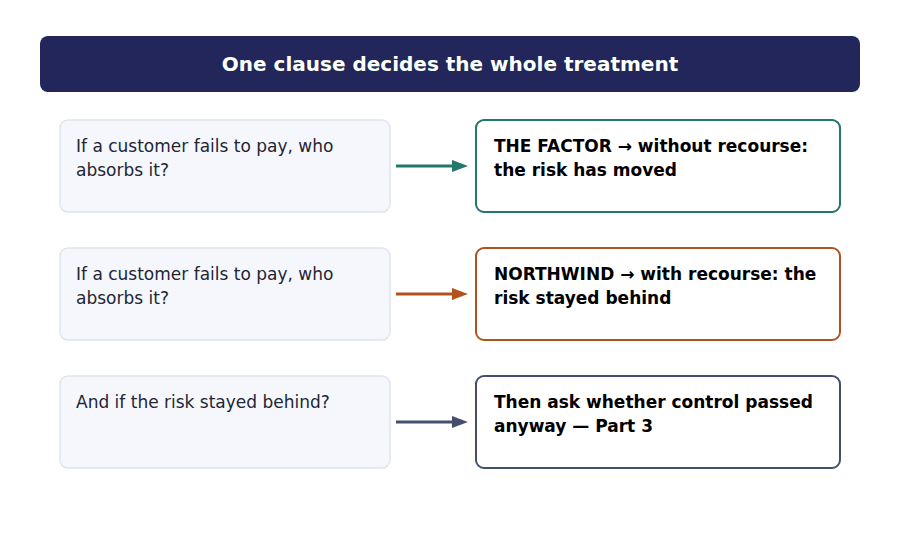 One clause decides the whole treatment
If a customer fails to pay, who
absorbs it?
THE FACTOR → without recourse:
the risk has moved
If a customer fails to pay, who
absorbs it?
NORTHWIND → with recourse: the
risk stayed behind
And if the risk stayed behind?
Then ask whether control passed
anyway — Part 3